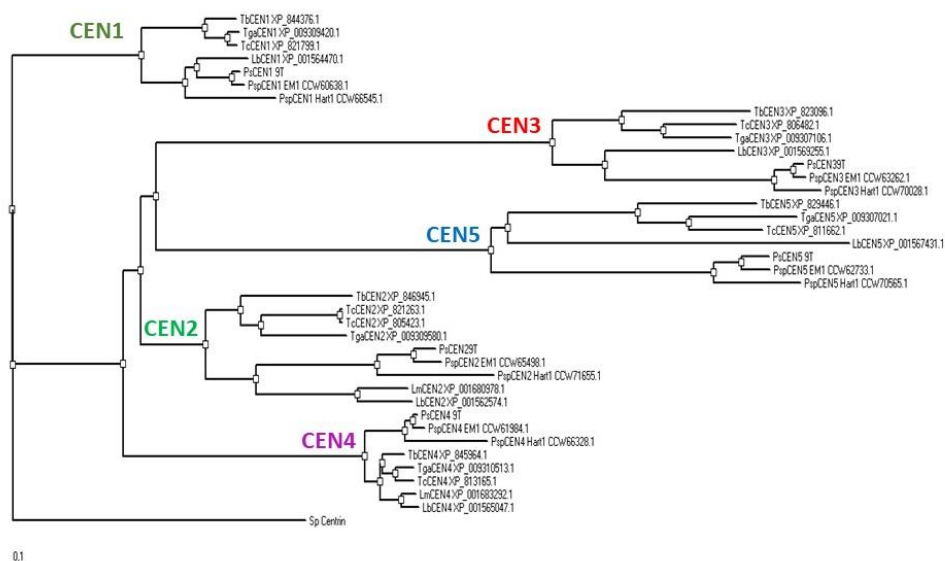 TbCEN1 XP_844376.1
CEN1
TgaCEN1 XP_009309420.1
TcCEN1 XP_821799.1
LbCEN1 XP_001564470.1
PsCEN1 9T
PspCEN1 EM1 CCW60638.1
PspCEN1 Hart1 CCW66545.1
TbCEN3 XP_823096.1
CEN3
TcCEN3 XP_806482.1
TgaCEN3 XP_009307106.1
LbCEN3 XP_001569255.1
PsCEN39T
PspCEN3 EM1 CCW63262.1
PspCEN3 Hart1 CCW70028.1
TbCEN5 XP_829446.1
TgaCEN5 XP_009307021.1
CEN5
TcCEN5 XP_811662.1
LbCEN5 XP_001567431.1
PsCEN5 9T
PspCEN5 EM1 CCW62733.1
PspCEN5 Hart1 CCW70565.1
TbCEN2 XP_846945.1
TcCEN2 XP_821263.1
CEN2
TcCEN2 XP_805423.1
TgaCEN2 XP_009309580.1
PsCEN29T
PspCEN2 EM1 CCW65498.1
PspCEN2 Hart1 CCW71655.1
LmCEN2 XP_001680978.1
LbCEN2 XP_001562574.1
PsCEN4 9T
PspCEN4 EM1 CCW61984.1
CEN4
PspCEN4 Hart1 CCW66328.1
TbCEN4 XP_845964.1
TgaCEN4 XP_009310513.1
TcCEN4 XP_813165.1
LmCEN4 XP_001683292.1
LbCEN4 XP_001565047.1
Sp Centrin
0.1